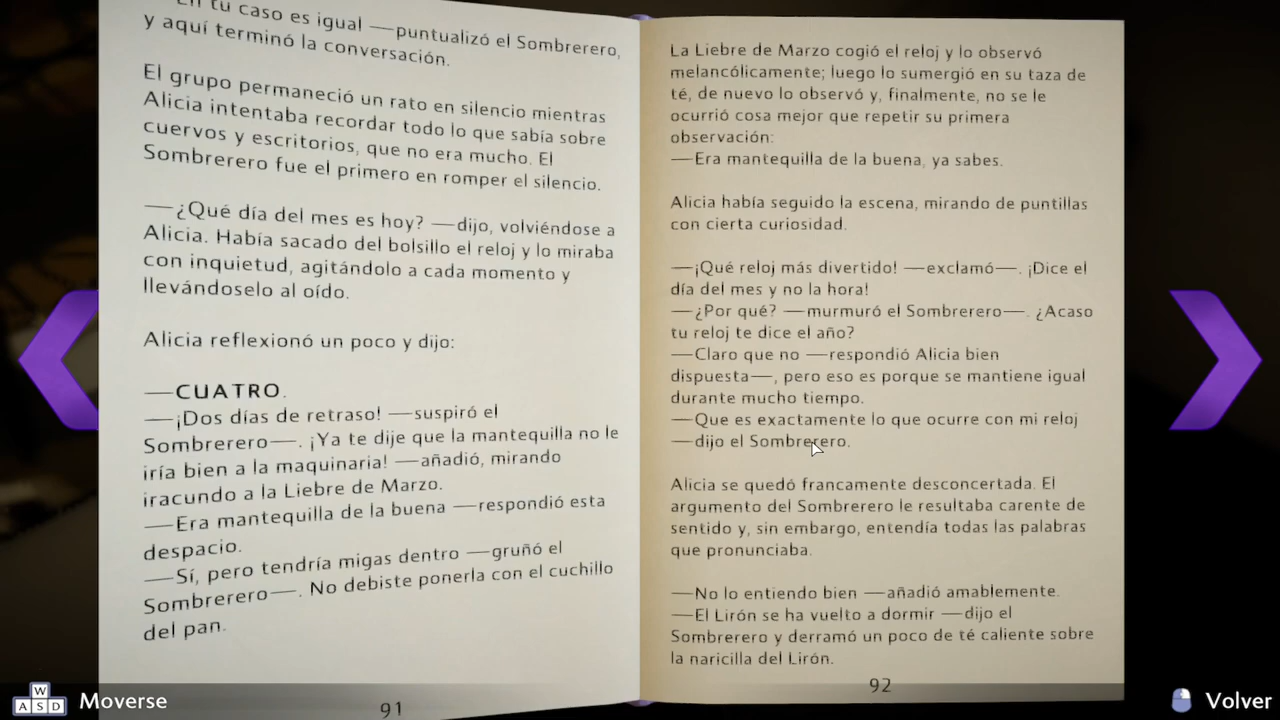 En tu caso es igual —puntualizó el Sombrerero,
y aquí terminó la conversación.
El grupo permaneció un rato en silencio mientras
Alicia intentaba recordar todo lo que sabía sobre
cuervos y escritorios, que no era mucho. El
Sombrerero fue el primero en romper el silencio.
—¿Qué día del mes es hoy? —dijo, volviéndose a
Alicia. Había sacado del bolsillo el reloj y lo miraba
con inquietud, agitándolo a cada momento y
llevándoselo al oído.
Alicia reflexionó un poco y dijo:
—CUATRO.
—¡Dos días de retraso! —suspiró el
Sombrerero—. ¡Ya te dije que la mantequilla no le
iría bien a la maquinaria! —añadió, mirando
iracundo a la Liebre de Marzo.
—Era mantequilla de la buena —respondió esta
despacio.
—Sí, pero tendría migas dentro —gruñó el
Sombrerero—. No debiste ponerla con el cuchillo
del pan.
91
La Liebre de Marzo cogió el reloj y lo observó
melancólicamente; luego lo sumergió en su taza de
té, de nuevo lo observó y, finalmente, no se le
ocurrió cosa mejor que repetir su primera
observación:
—Era mantequilla de la buena, ya sabes.
Alicia había seguido la escena, mirando de puntillas
con cierta curiosidad.
—¡Qué reloj más divertido! —exclamó—. ¡Dice el
día del mes y no la hora!
—¿Por qué? —murmuró el Sombrerero—. ¿Acaso
tu reloj te dice el año?
—Claro que no —respondió Alicia bien
dispuesta—, pero eso es porque se mantiene igual
durante mucho tiempo.
—Que es exactamente lo que ocurre con mi reloj
—dijo el Sombrerero.
Alicia se quedó francamente desconcertada. El
argumento del Sombrerero le resultaba carente de
sentido y, sin embargo, entendía todas las palabras
que pronunciaba.
—No lo entiendo bien —añadió amablemente.
—El Lirón se ha vuelto a dormir —dijo el
Sombrerero y derramó un poco de té caliente sobre
la naricilla del Lirón.
92
W
A S D Moverse
Volver